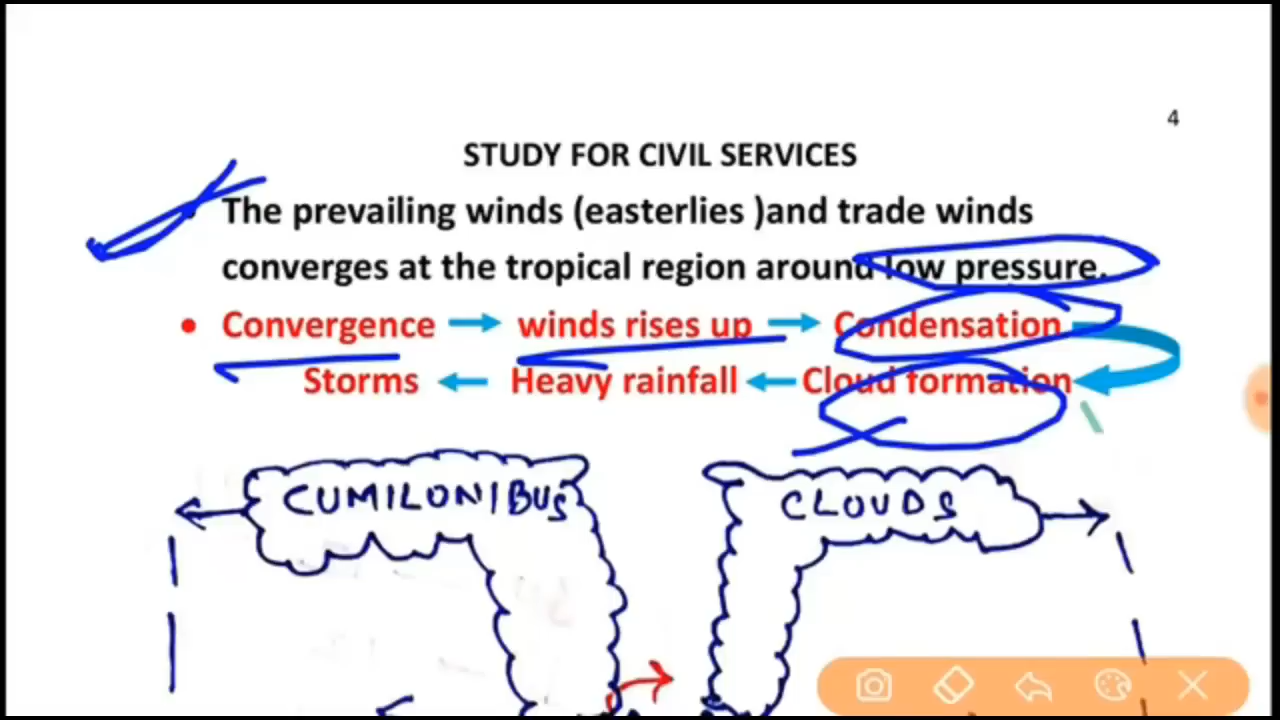 4
STUDY FOR CIVIL SERVICES
The prevailing winds (easterlies )and trade winds
converges at the tropical region around low pressure.
• Convergence → winds rises up → Condensation
Storms ← Heavy rainfall ← Cloud formation
CUMILONIBUS CLOUDS